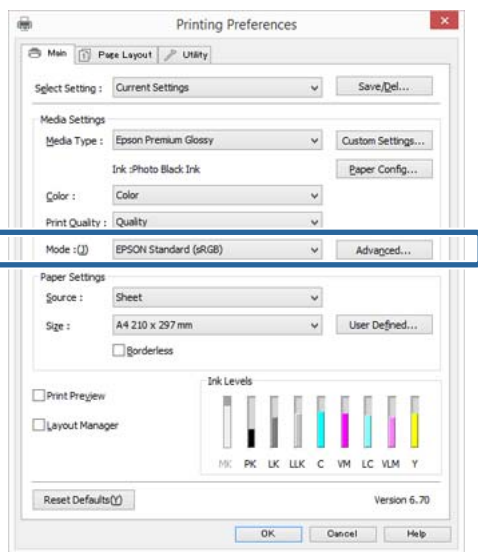 Printing Preferences
Main Page Layout Utility
Select Setting : Current Settings Save/Del...
Media Settings
Media Type : Epson Premium Glossy Custom Settings...
Ink :Photo Black Ink Paper Config...
Color : Color
Print Quality : Quality
Mode :(J) EPSON Standard (sRGB) Advanced...
Paper Settings
Source : Sheet
Size : A4 210 x 297 mm User Defined...
Borderless
Ink Levels
Print Preview
Layout Manager
MK PK LK LLK C VM LC VLM Y
Reset Defaults(Y) Version 6.70
OK Cancel Help